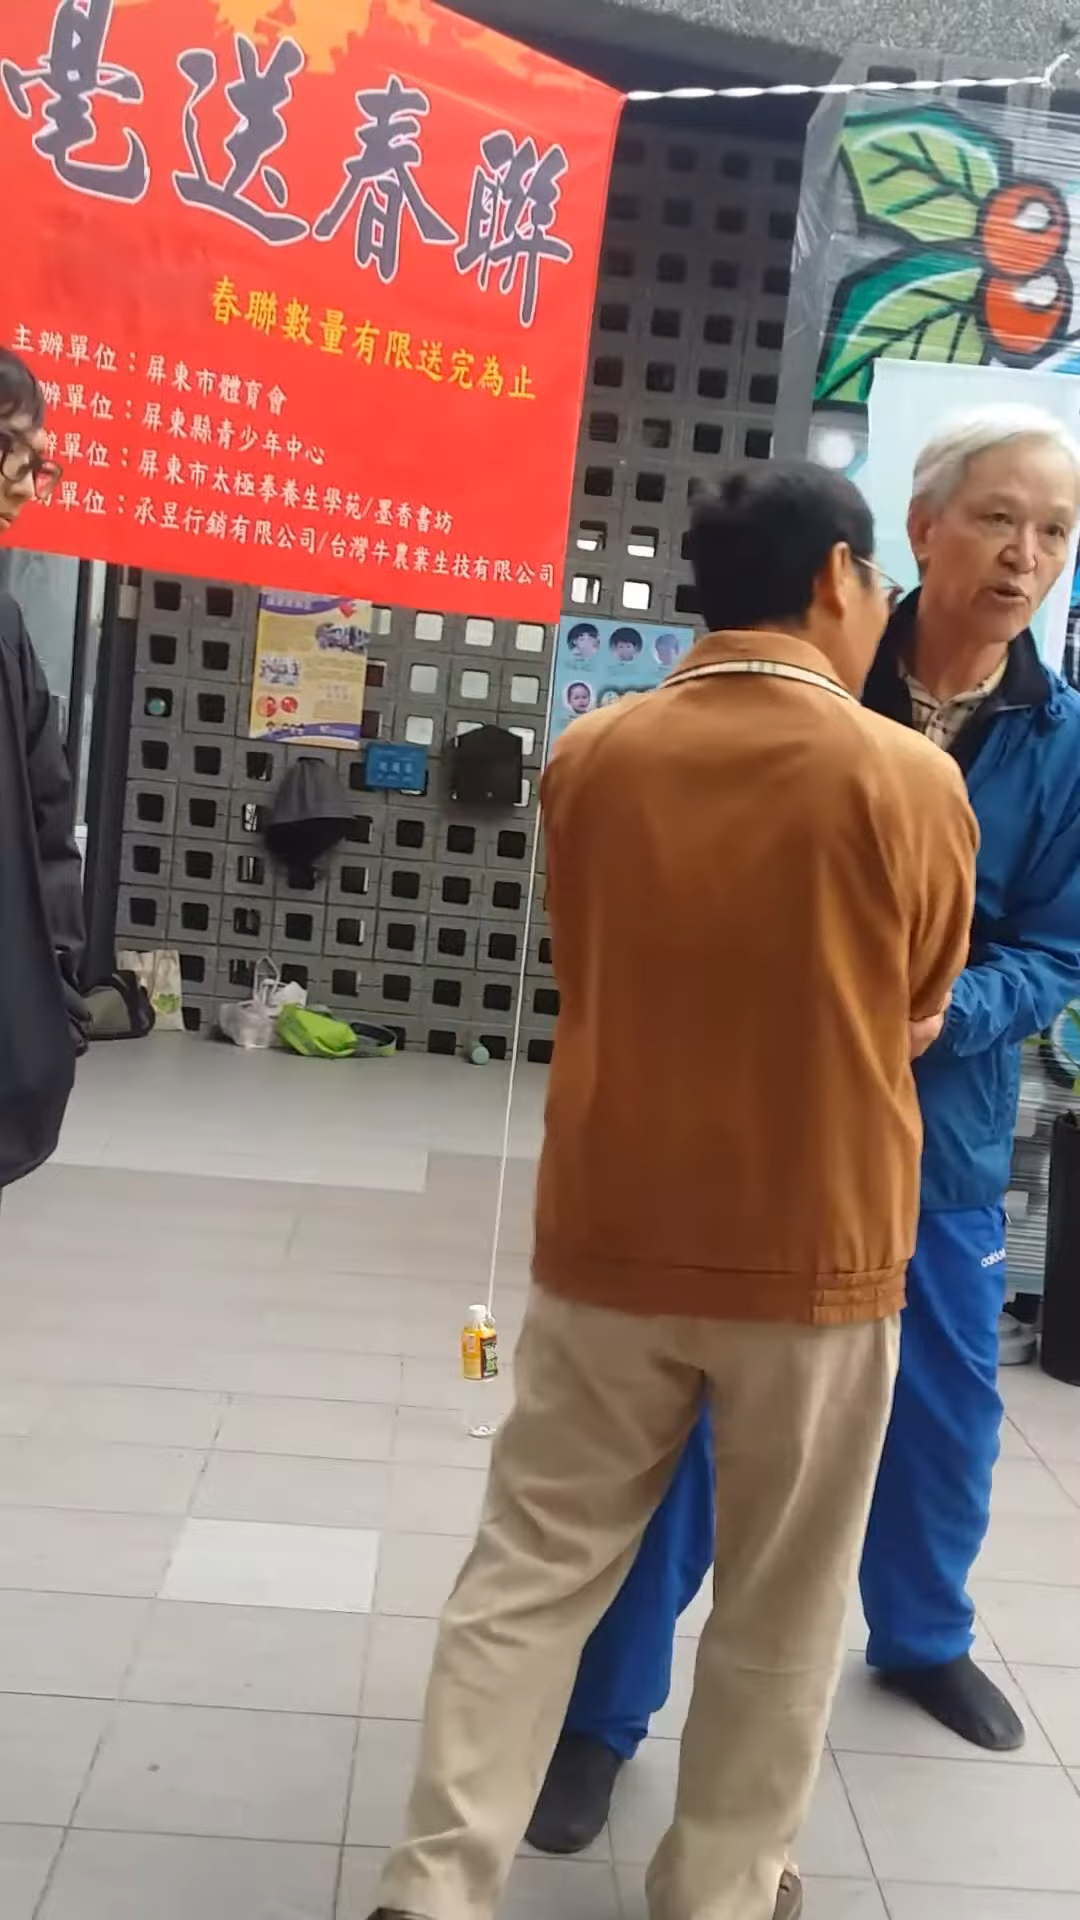 毫送春聯
春聯數量有限送完為止
主辦單位：屏東市體育會
辦單位：屏東縣青少年中心
辦單位：屏東市太極拳養生學苑/墨香書坊
單位：承昱行銷有限公司/台灣牛農業生技有限公司
adidas